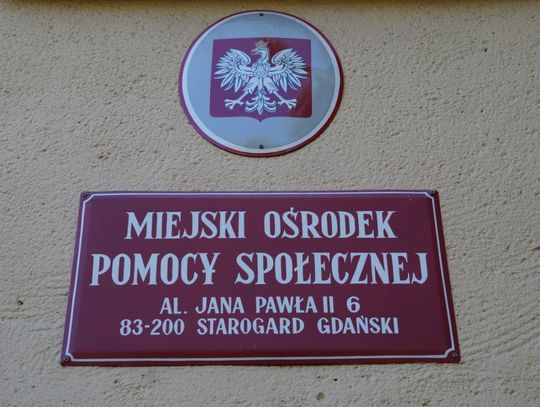 MIEJSKI OŚRODEK
POMOCY SPOŁECZNEJ
AL. JANA PAWŁA II 6
83-200 STAROGARD GDAŃSKI